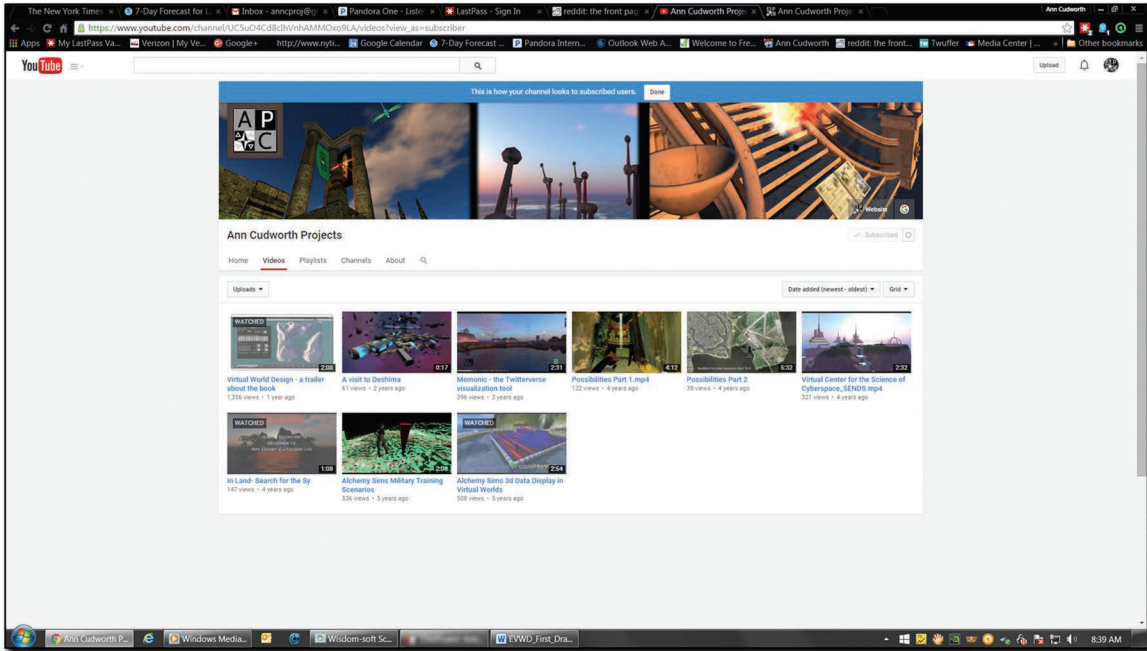 The New York Times
7-Day Forecast for L
Inbox - anncproj@g
Pandora One - Listen
LastPass - Sign In
reddit: the front pag
Ann Cudworth Proje
Ann Cudworth Proje
Ann Cudworth
https://www.youtube.com/channel/UC5uO4Cd8cIhVnhAMMOxo9LA/videos?view_as=subscriber
Apps
My LastPass Va...
Verizon | My Ve...
Google+
http://www.nyti...
Google Calendar
7-Day Forecast ...
Pandora Intern...
Outlook Web A...
Welcome to Fre...
Ann Cudworth
reddit: the front...
Twuffer
Media Center | ...
»
Other bookmarks
YouTube
Upload
This is how your channel looks to subscribed users. Done
A P
C
Website
Ann Cudworth Projects
Subscribed
Home Videos Playlists Channels About
Uploads
Date added (newest - oldest)
Grid
WATCHED
2:08
0:17
2:31
4:12
5:32
2:32
Virtual World Design - a trailer
about the book
1,356 views • 1 year ago
A visit to Deshima
61 views • 2 years ago
Memonic - the Twitterverse
visualization tool
396 views • 3 years ago
Possibilities Part 1.mp4
122 views • 4 years ago
Possibilities Part 2
38 views • 4 years ago
Virtual Center for the Science of
Cyberspace_SENDS.mp4
321 views • 4 years ago
WATCHED
1:08
2:08
WATCHED
2:54
In Land- Search for the Sy
147 views • 4 years ago
Alchemy Sims Military Training
Scenarios
536 views • 5 years ago
Alchemy Sims 3d Data Display in
Virtual Worlds
508 views • 5 years ago
Ann Cudworth P...
Windows Media...
Wisdom-soft Sc...
EVWD_First_Dra...
8:39 AM